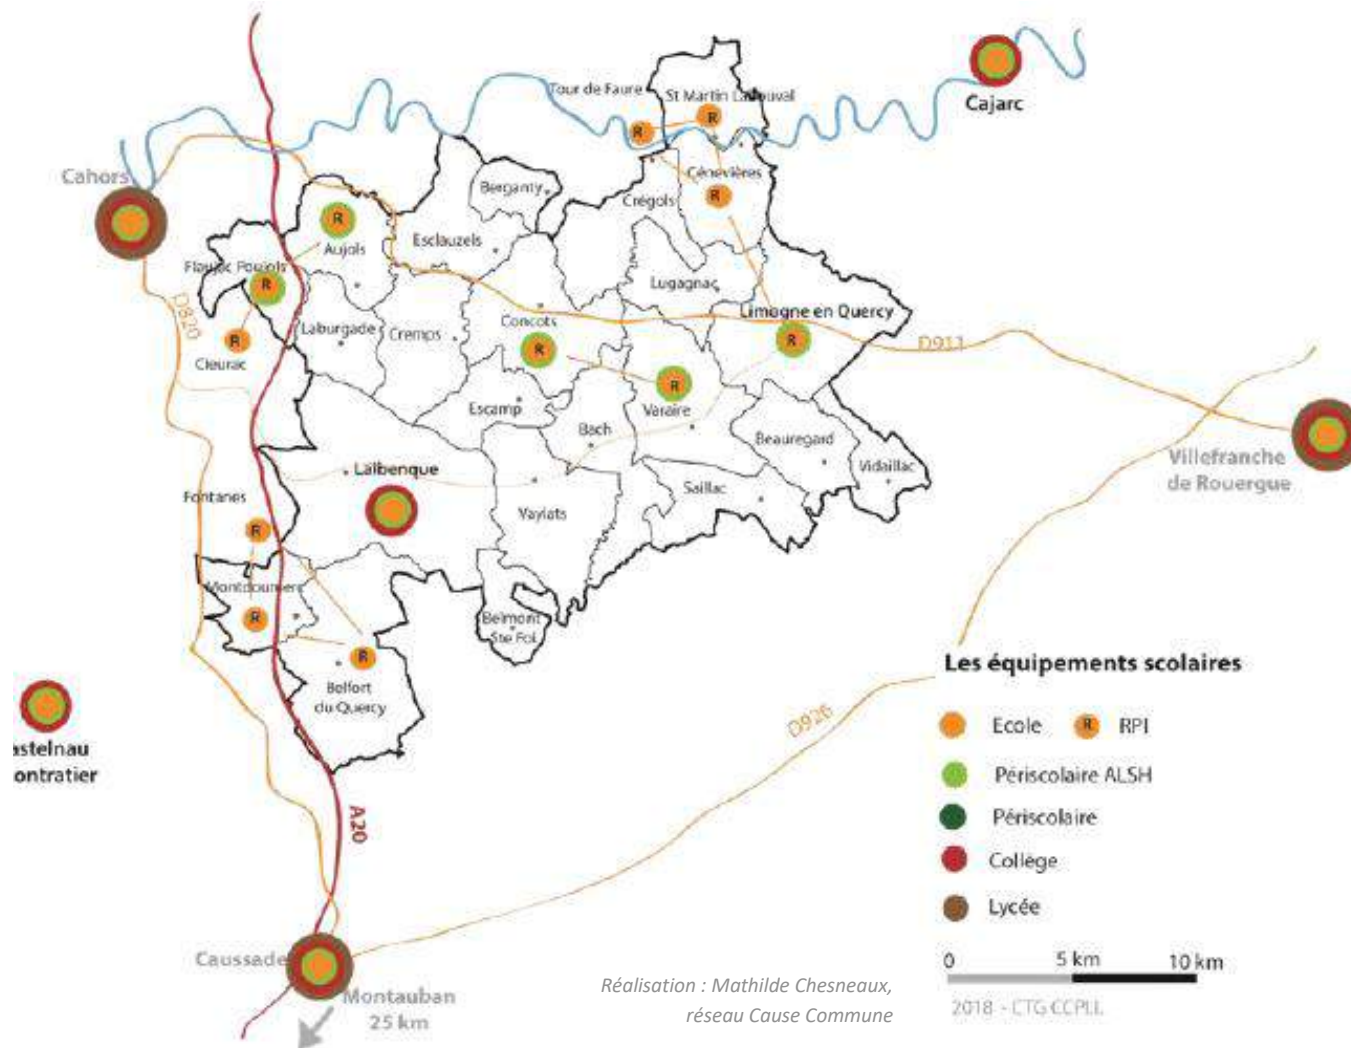 Tour de Faure
St Martin Labouval
Cajarc
Cahors
R
R
Cénevières
Berganty
Crégols
R
R
Esclauzels
Aujols
Flaujac Poujols
R
Lugagnac
D820
Limogne en Quercy
Concots
Laburgade
Cremps
R
R
R
D911
Cieurac
R
Escamp
Varaire
Bach
Beauregard
Villefranche
de Rouergue
Vidaillac
Lalbenque
Saillac
Fontanes
Vaylats
R
Montdoumerc
R
Belmont
Ste Foi
R
Belfort
du Quercy
Les équipements scolaires
Ecole
R
RPI
D926
astelnau
ontratier
Périscolaire ALSH
Périscolaire
A20
Collège
Lycée
Caussade
0
5 km
10 km
Réalisation : Mathilde Chesneaux,
réseau Cause Commune
Montauban
25 km
2018 - CTG CCPLL